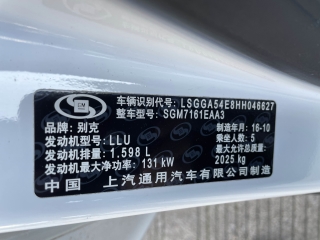 车辆识别代号: LSGGA54E8HH046627
整车型号: SGM7161EAA3
品牌: 别克
制造年月: 16-10
发动机型号: LLU
乘坐人数: 5
发动机排量: 1.598 L
最大允许总质量:
发动机最大净功率: 131 kW
2025 kg
中国 上汽通用汽车有限公司制造